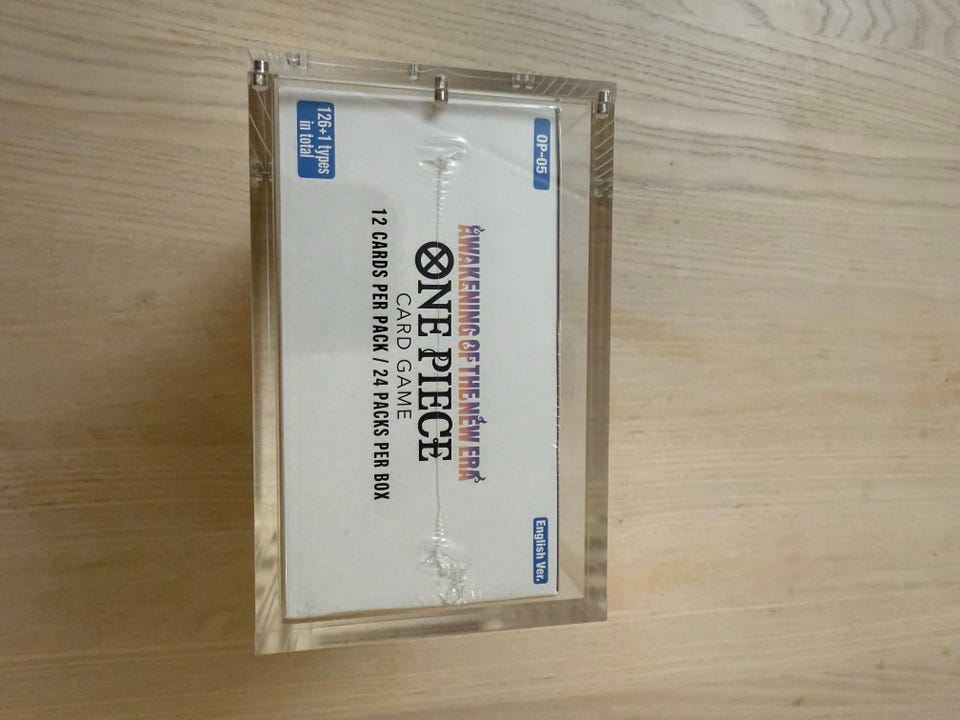 OP-05
English Ver.
AWAKENING OF THE NEW ERA
ONE PIECE
CARD GAME
12 CARDS PER PACK / 24 PACKS PER BOX
126+1 types
in total